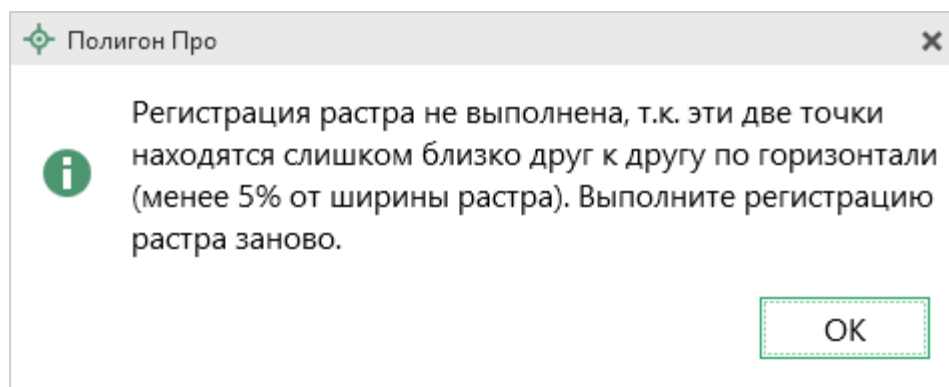 Полигон Про
Регистрация растра не выполнена, т.к. эти две точки
находятся слишком близко друг к другу по горизонтали
(менее 5% от ширины растра). Выполните регистрацию
растра заново.
ОК